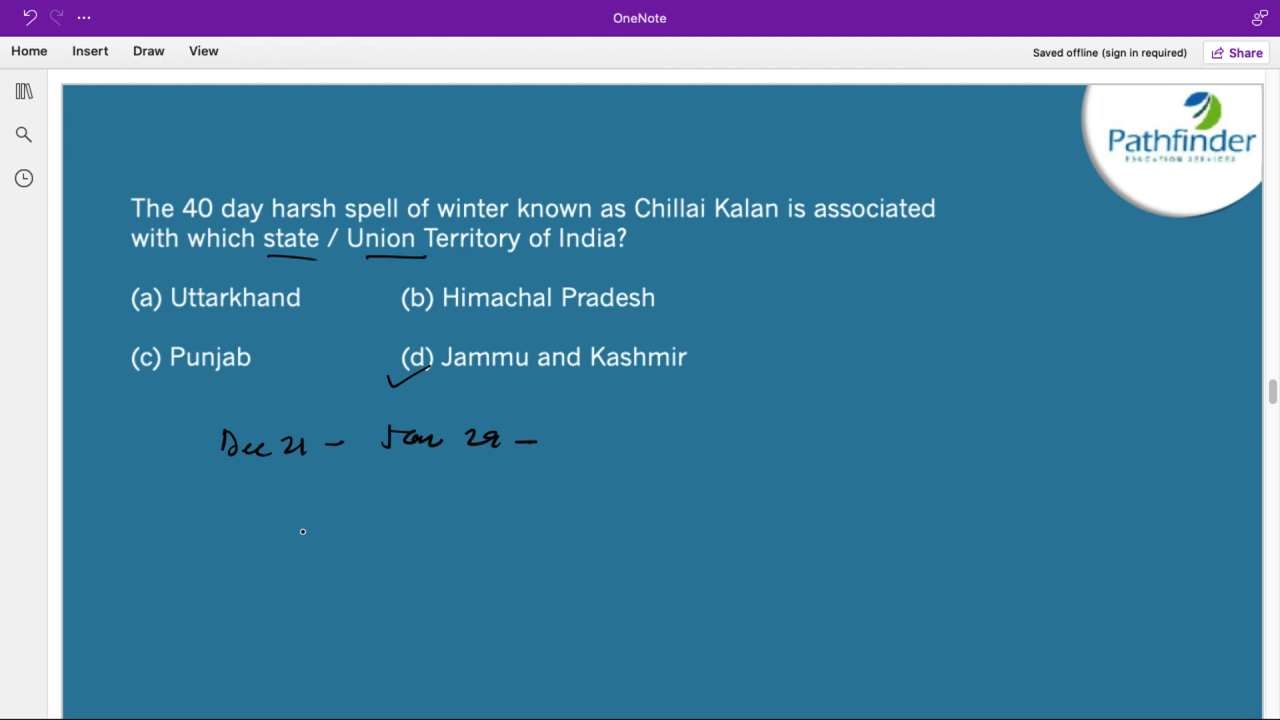 OneNote
Home Insert Draw View
Saved offline (sign in required) Share
Pathfinder
EDUCATION SERVICES
The 40 day harsh spell of winter known as Chillai Kalan is associated
with which state / Union Territory of India?
(a) Uttarkhand (b) Himachal Pradesh
(c) Punjab (d) Jammu and Kashmir
Dec 21 - Jan 29 -